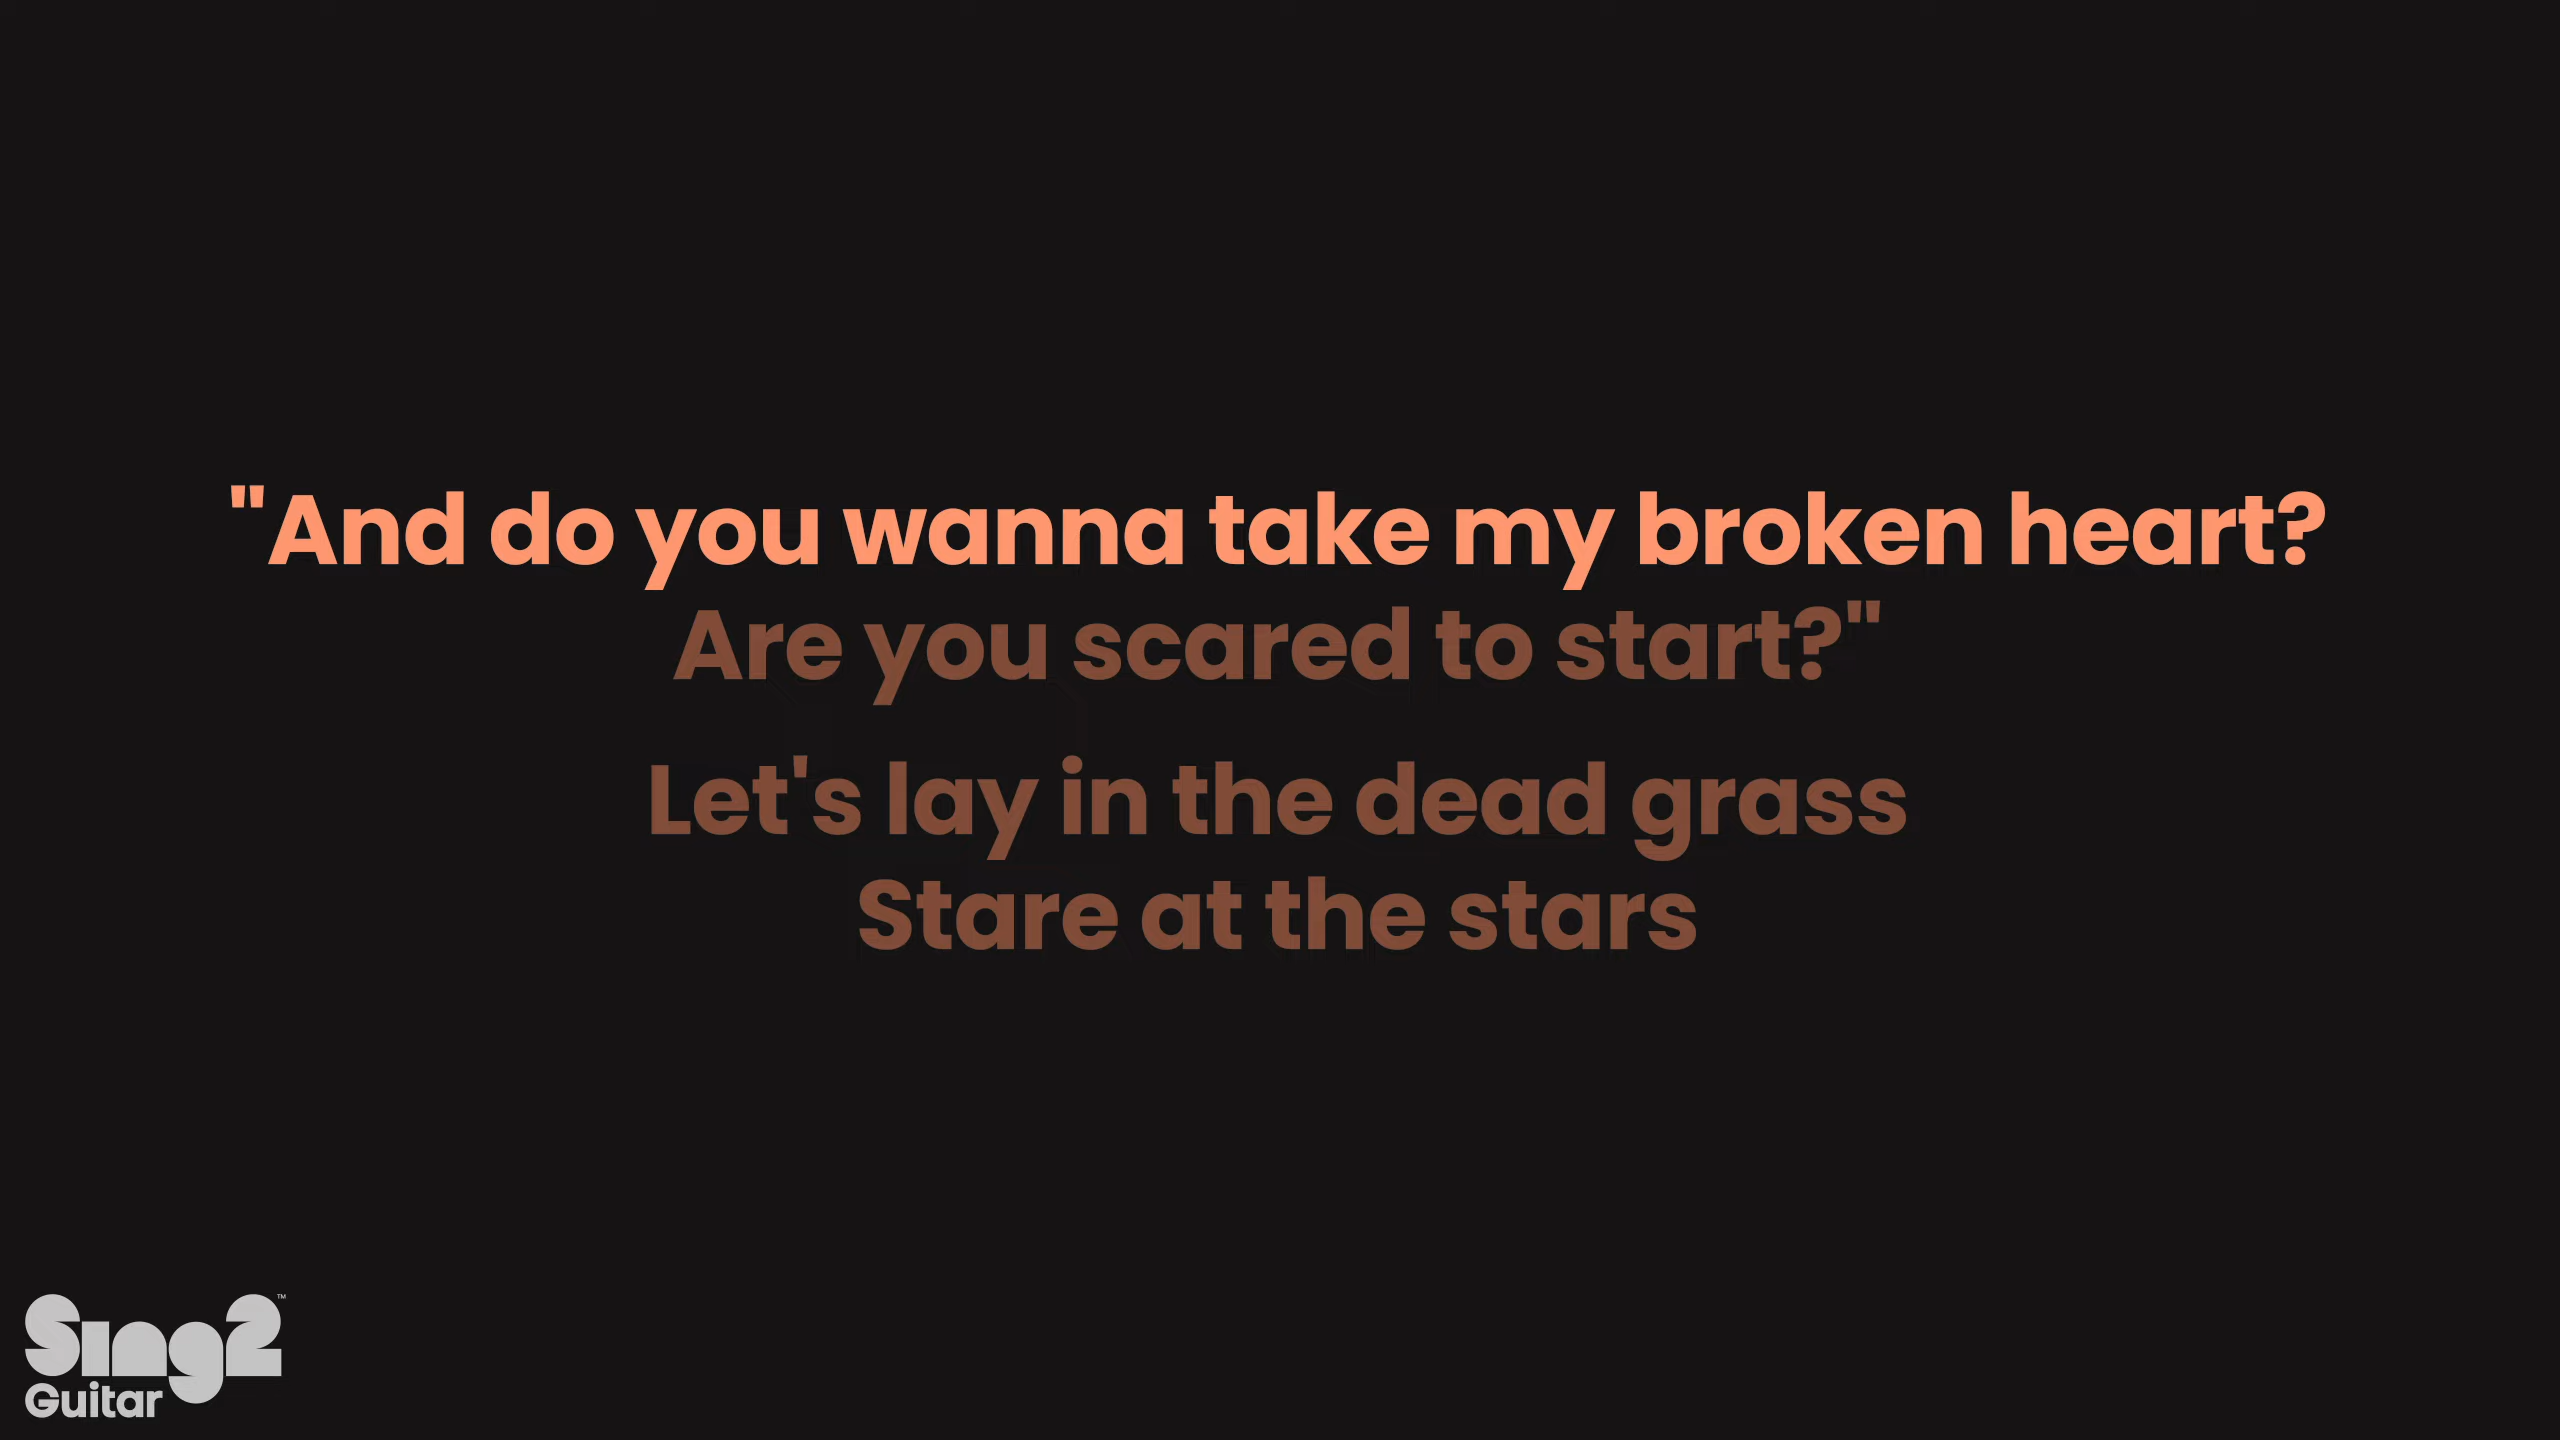 "And do you wanna take my broken heart?
Are you scared to start?"
Let's lay in the dead grass
Stare at the stars
Sing2™
Guitar